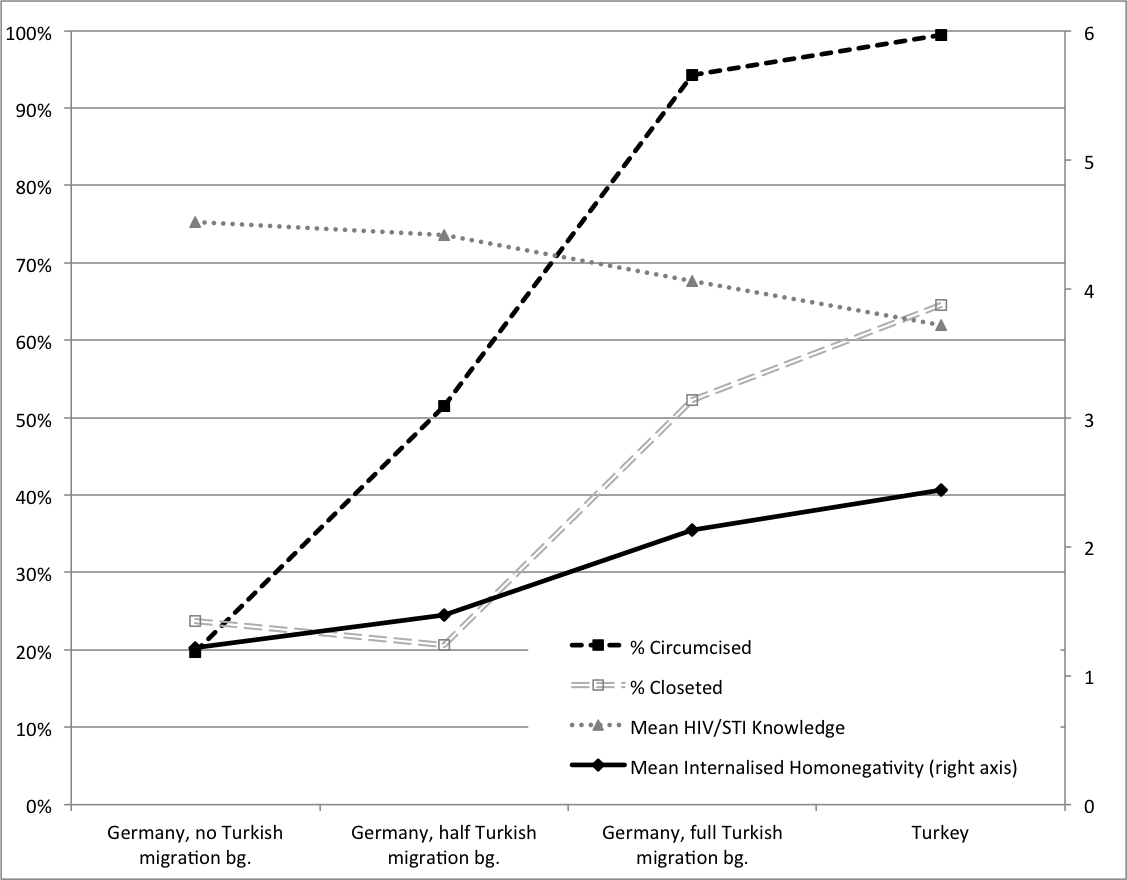 100%
90%
80%
70%
60%
50%
40%
30%
20%
10%
0%
6
5
4
3
2
1
0
% Circumcised
% Closeted
Mean HIV/STI Knowledge
Mean Internalised Homonegativity (right axis)
Germany, no Turkish
migration bg.
Germany, half Turkish
migration bg.
Germany, full Turkish
migration bg.
Turkey